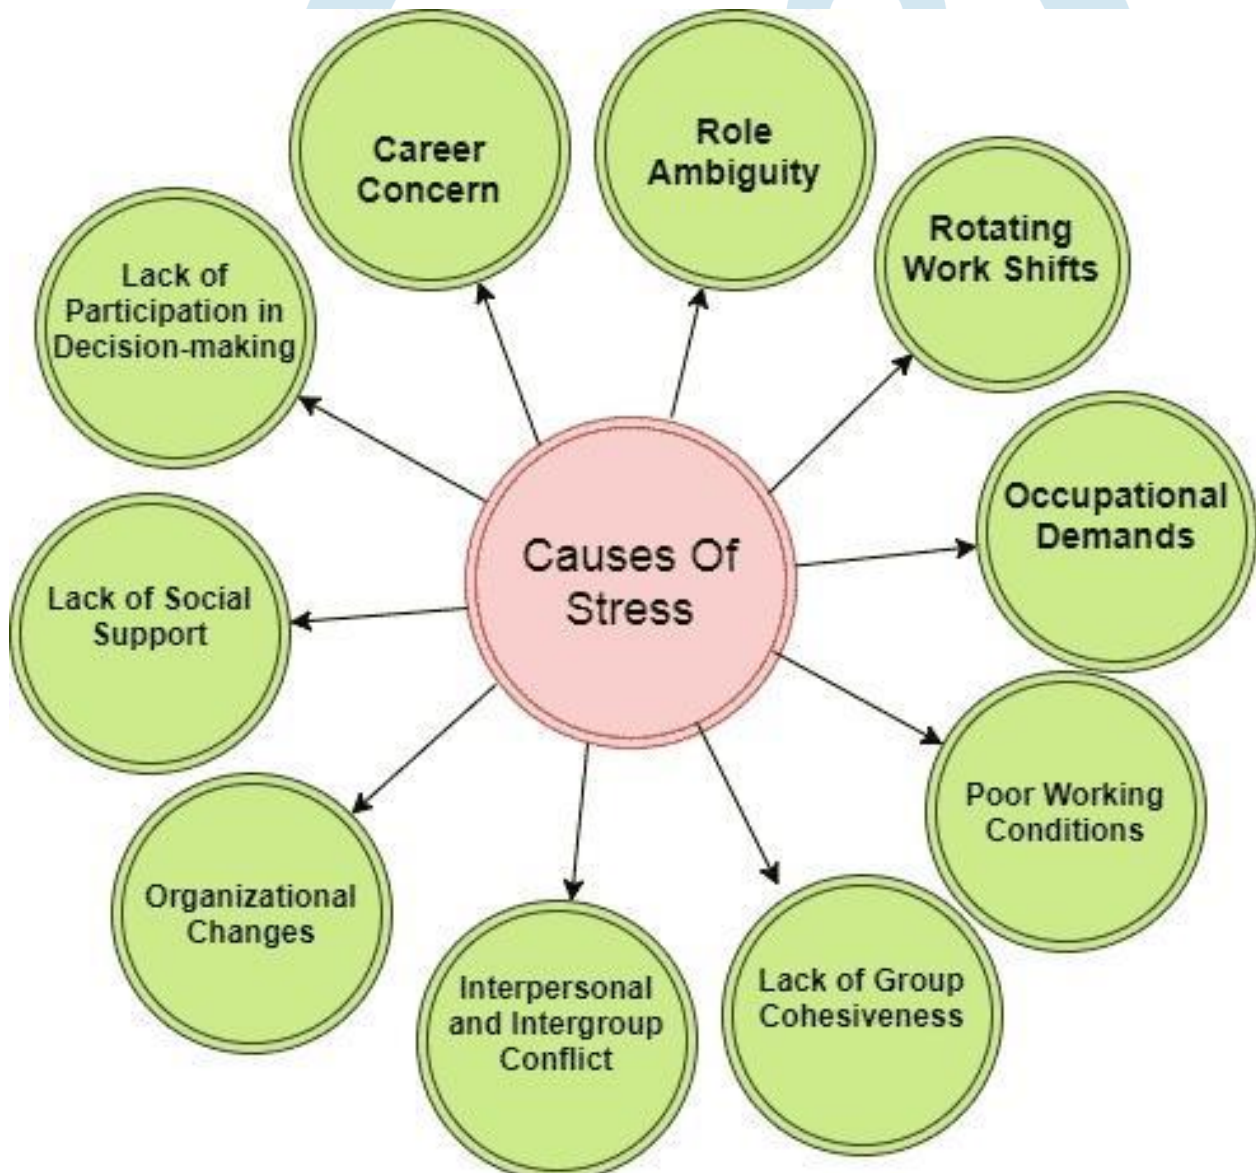 Career
Concern
Role
Ambiguity
Rotating
Work Shifts
Lack of
Participation in
Decision-making
Occupational
Demands
Causes Of
Stress
Lack of Social
Support
Poor Working
Conditions
Organizational
Changes
Interpersonal
and Intergroup
Conflict
Lack of Group
Cohesiveness